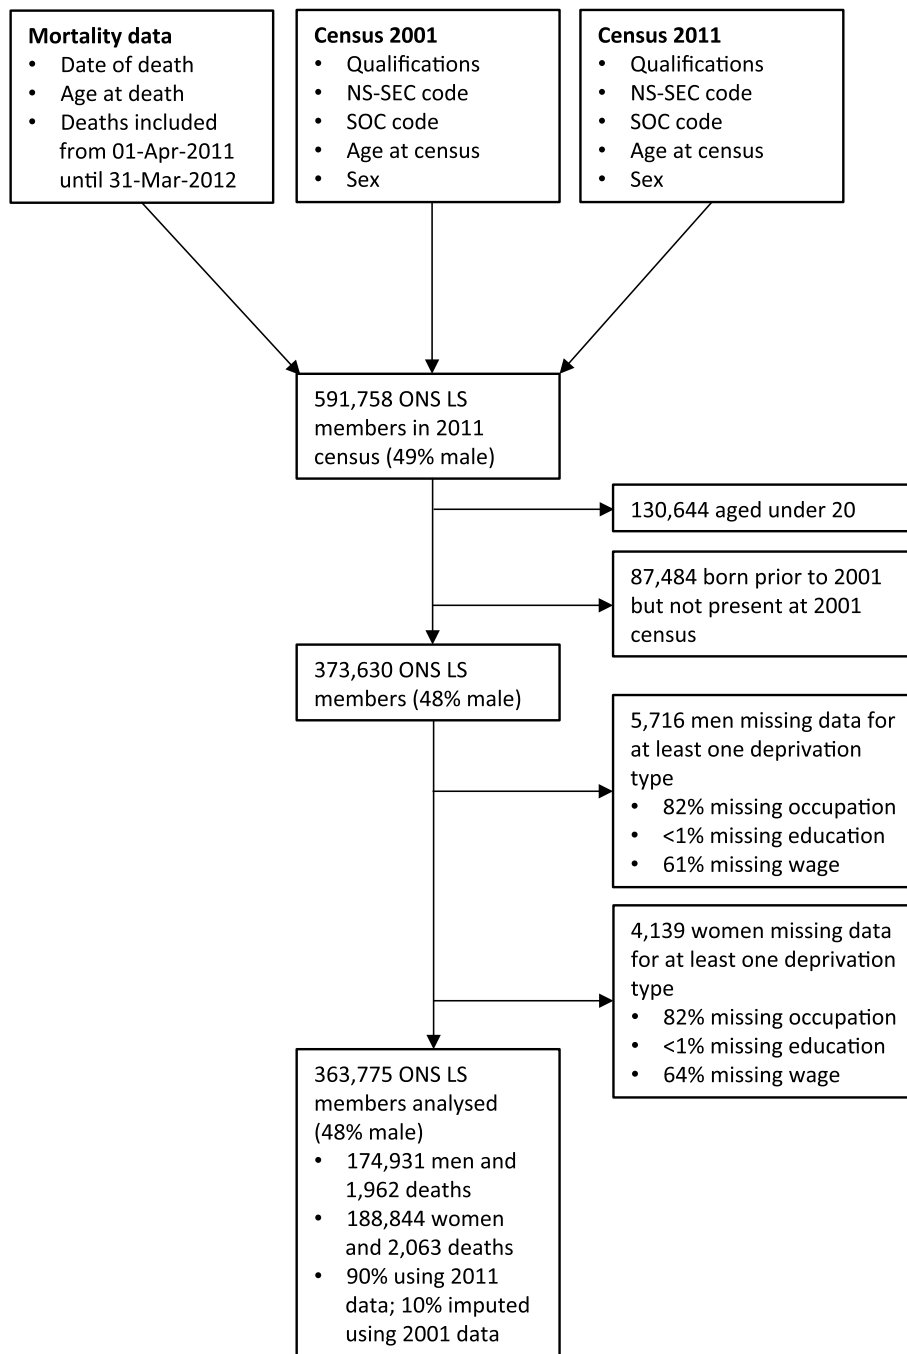 Mortality data
• Date of death
• Age at death
• Deaths included
from 01-Apr-2011
until 31-Mar-2012
Census 2001
• Qualifications
• NS-SEC code
• SOC code
• Age at census
• Sex
Census 2011
• Qualifications
• NS-SEC code
• SOC code
• Age at census
• Sex
591,758 ONS LS
members in 2011
census (49% male)
130,644 aged under 20
87,484 born prior to 2001
but not present at 2001
census
373,630 ONS LS
members (48% male)
5,716 men missing data for
at least one deprivation
type
• 82% missing occupation
• <1% missing education
• 61% missing wage
4,139 women missing data
for at least one deprivation
type
• 82% missing occupation
• <1% missing education
• 64% missing wage
363,775 ONS LS
members analysed
(48% male)
• 174,931 men and
1,962 deaths
• 188,844 women
and 2,063 deaths
• 90% using 2011
data; 10% imputed
using 2001 data